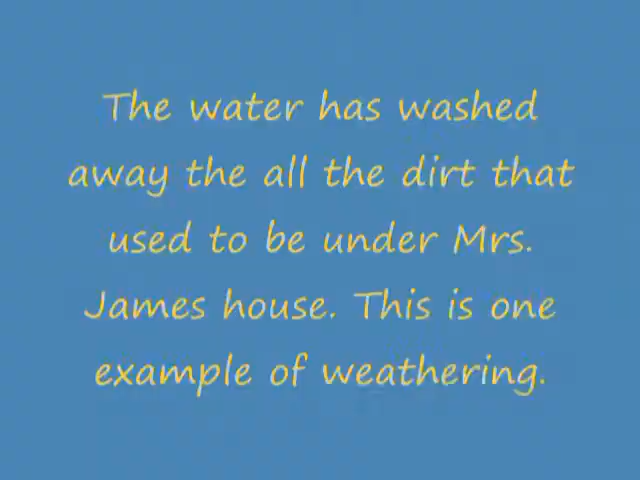 The water has washed
away the all the dirt that
used to be under Mrs.
James house. This is one
example of weathering.